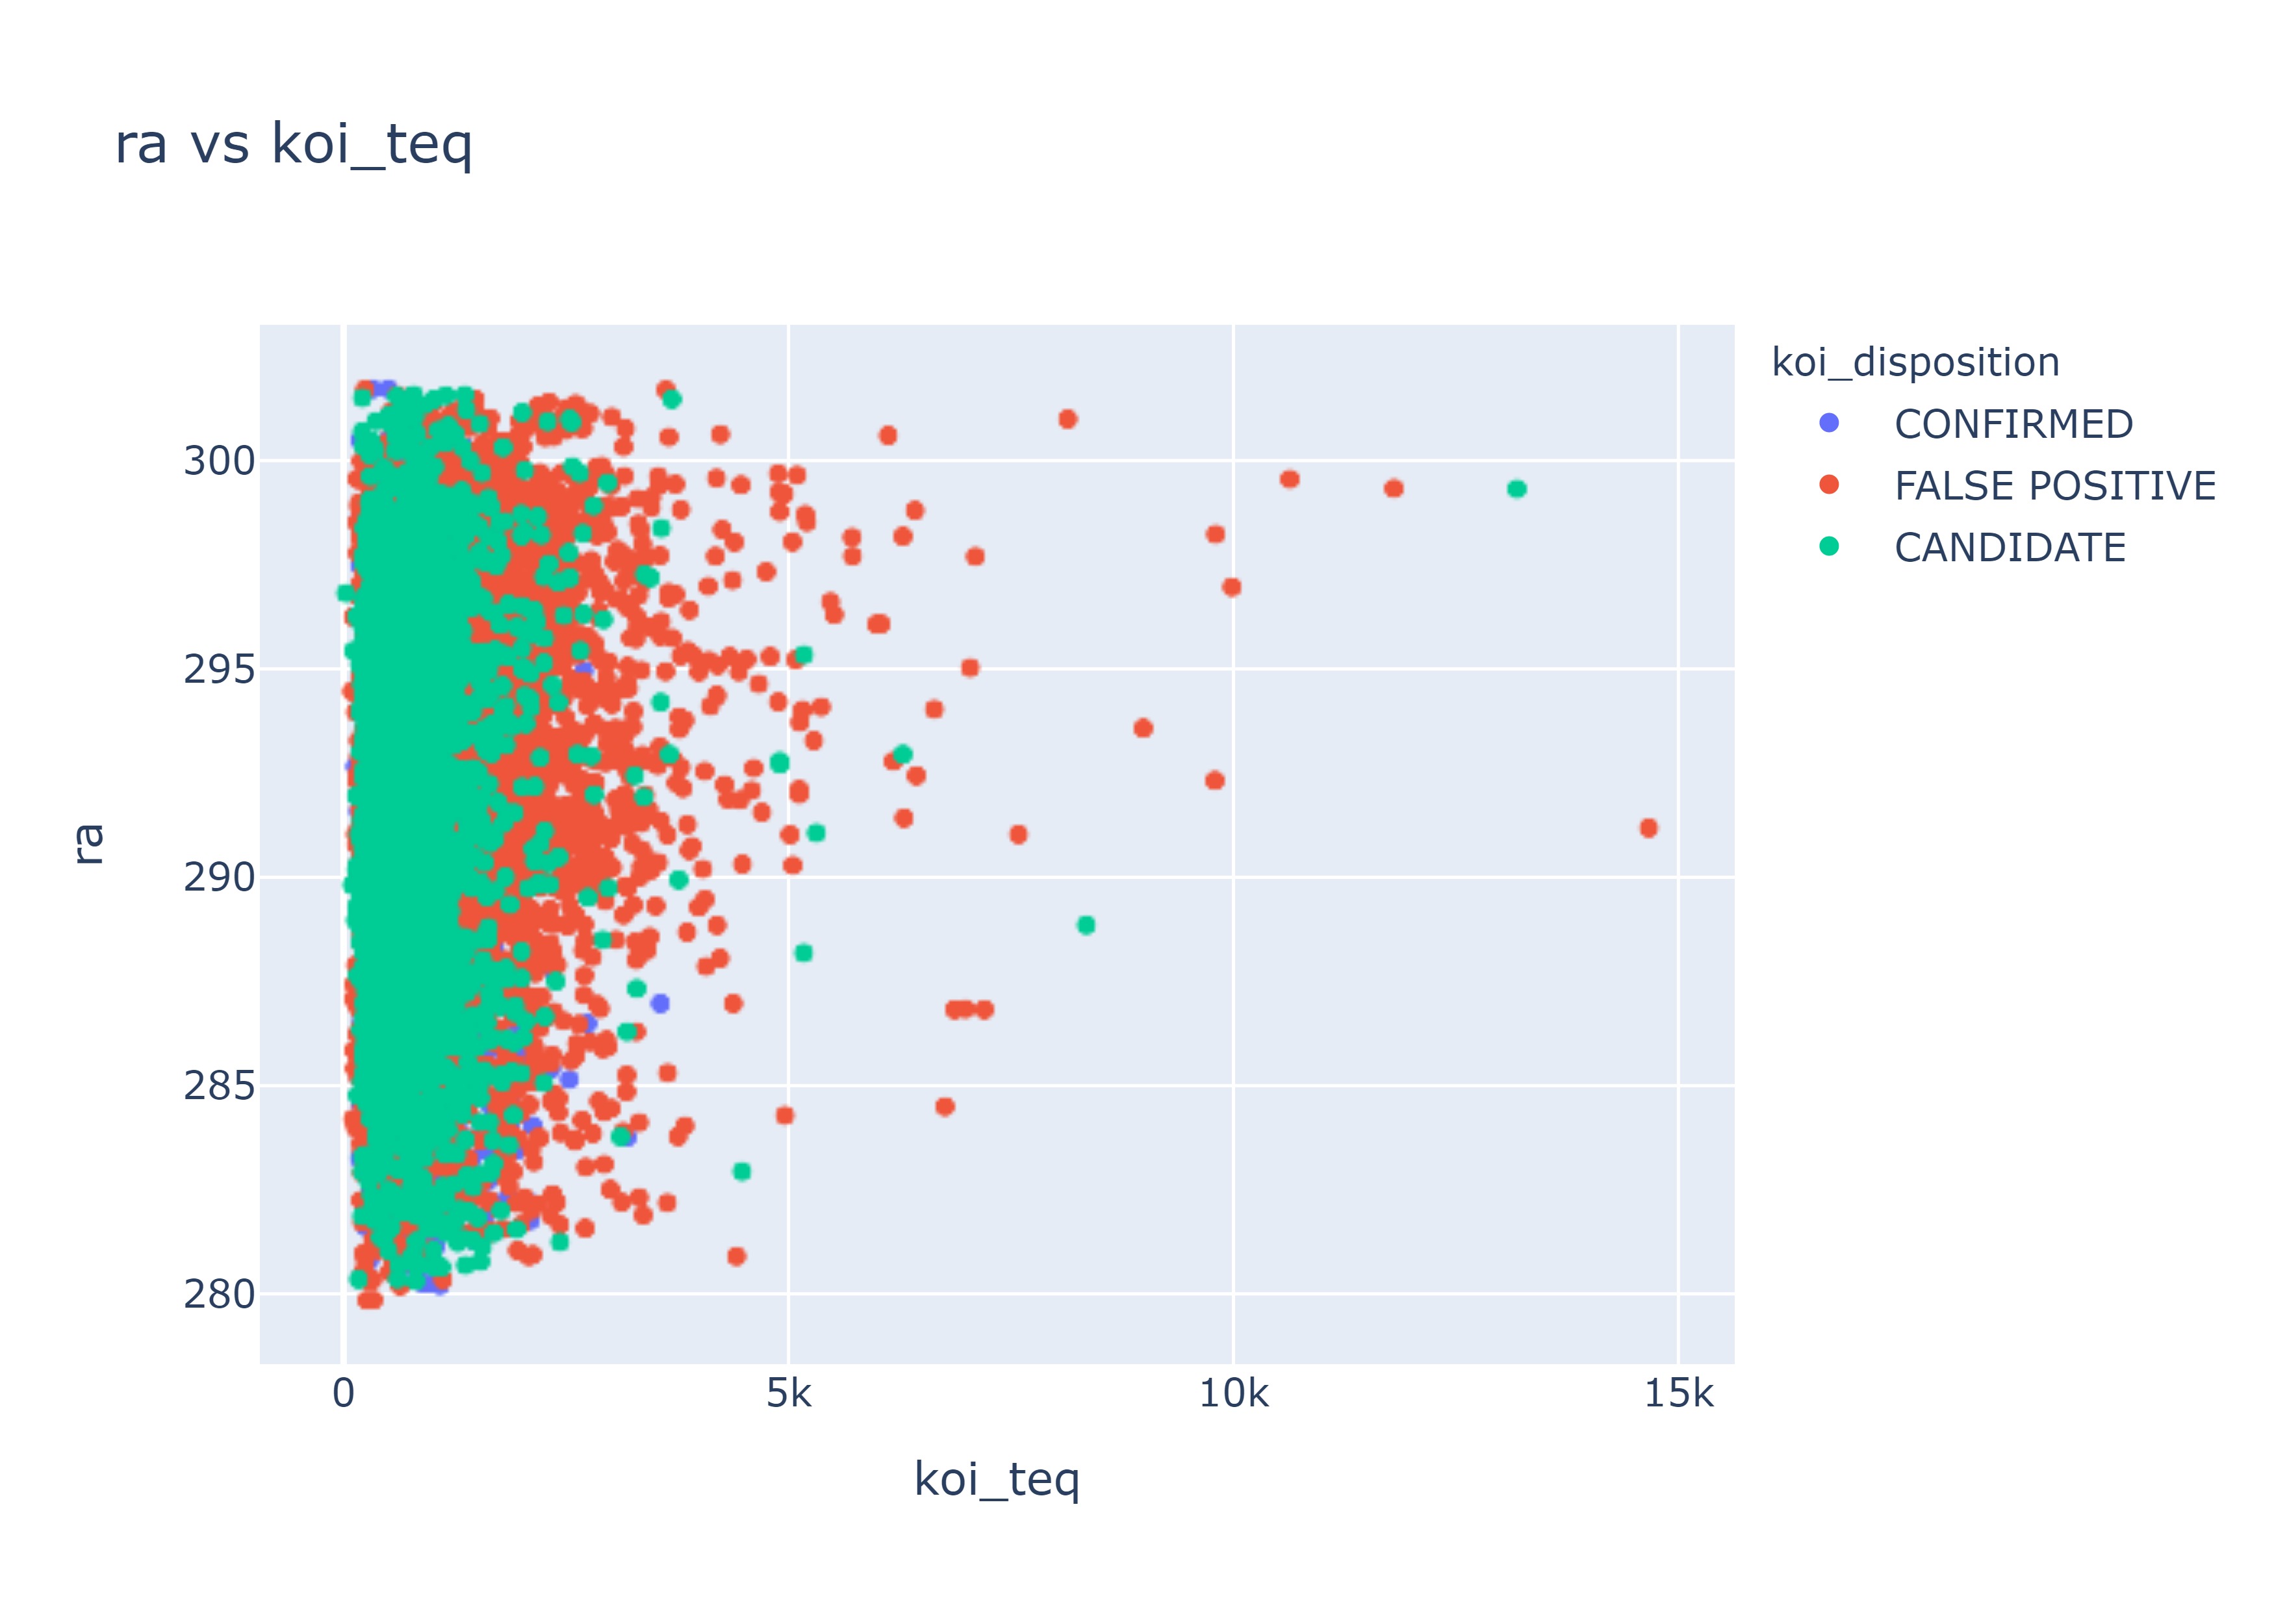 ra vs koi_teq
koi_disposition
CONFIRMED
FALSE POSITIVE
CANDIDATE
300
295
290
285
280
ra
0 5k 10k 15k
koi_teq